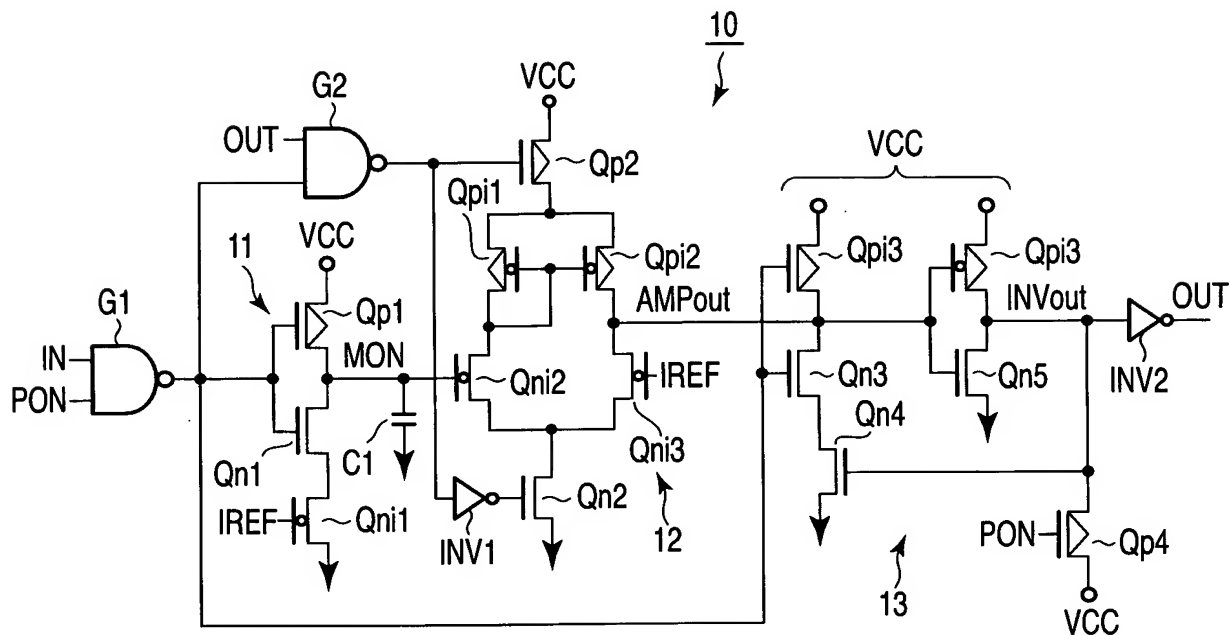 10
VCC
G2
OUT
Qp2
VCC
Qpi1
VCC
Qpi3
Qpi3
11
Qpi2
G1
Qp1
AMPout
INVout
OUT
MON
IN
PON
Qni2
IREF
Qn3
Qn5
INV2
Qn4
Qn1
C1
Qni3
Qn2
IREF
Qni1
INV1
12
PON
Qp4
13
VCC